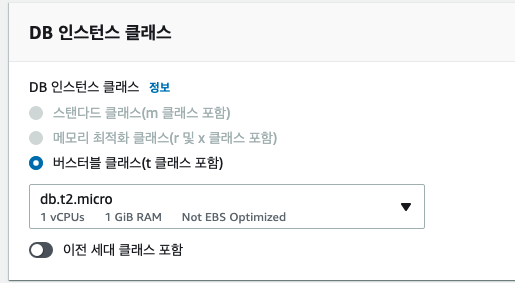 DB 인스턴스 클래스
DB 인스턴스 클래스 정보
스탠다드 클래스(m 클래스 포함)
메모리 최적화 클래스(r 및 x 클래스 포함)
버스터블 클래스(t 클래스 포함)
db.t2.micro
1 vCPUs 1 GiB RAM Not EBS Optimized
이전 세대 클래스 포함